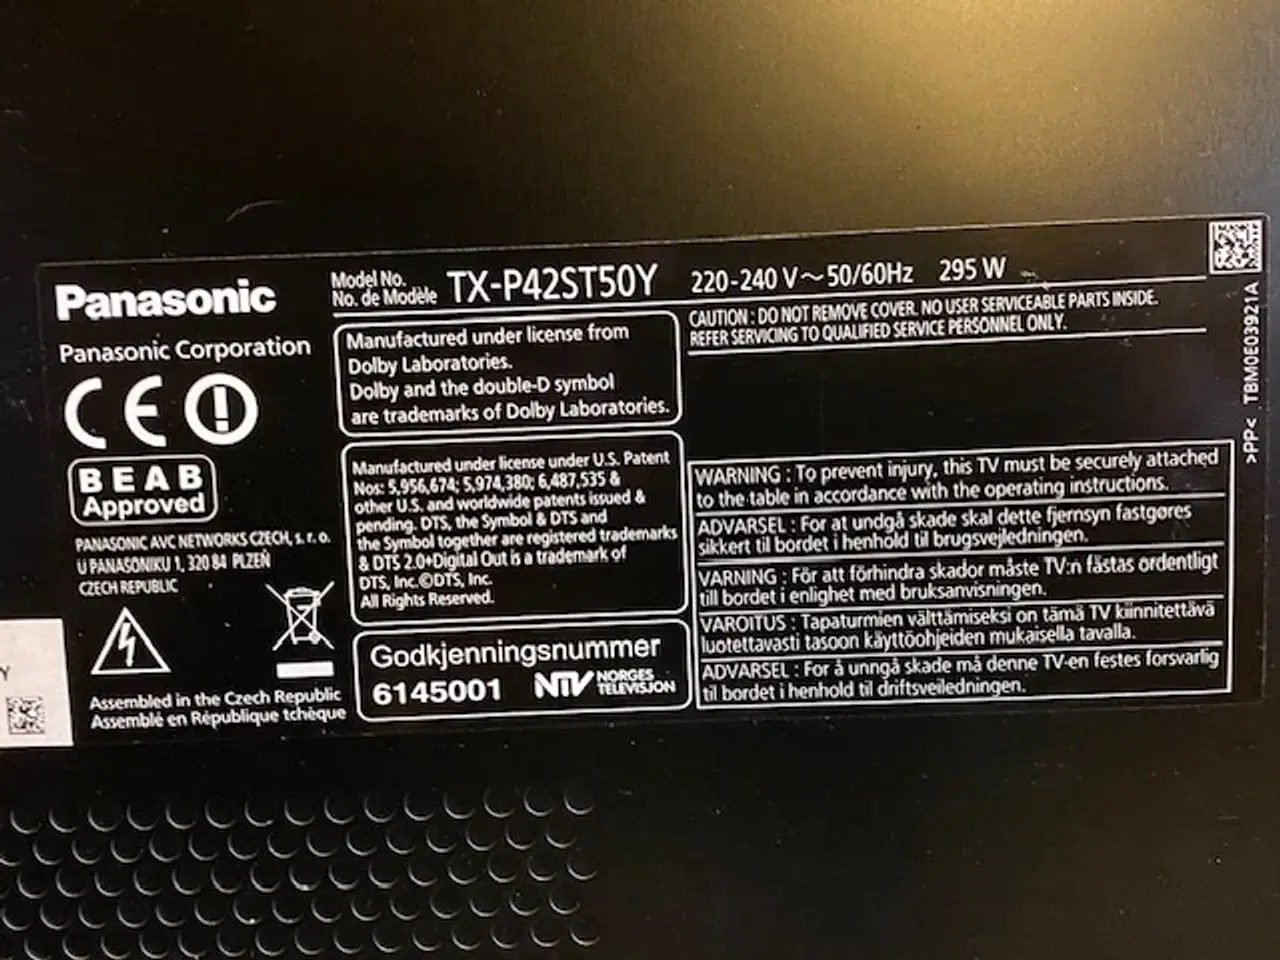 Panasonic
Model No.
No. de Modèle
TX-P42ST50Y
220-240 V~50/60Hz
295 W
Panasonic Corporation
CE
BEAB
Approved
PANASONIC AVC NETWORKS CZECH, s. r. o.
U PANASONIKU 1, 320 84 PLZEŇ
CZECH REPUBLIC
Assembled in the Czech Republic
Assemblé en République tchèque
Manufactured under license from
Dolby Laboratories.
Dolby and the double-D symbol
are trademarks of Dolby Laboratories.
Manufactured under license under U.S. Patent
Nos: 5,956,674; 5,974,380; 6,487,535 &
other U.S. and worldwide patents issued &
pending. DTS, the Symbol & DTS and
the Symbol together are registered trademarks
& DTS 2.0+Digital Out is a trademark of
DTS, Inc.©DTS, Inc.
All Rights Reserved.
Godkjenningsnummer
6145001
NTV NORGES
TELEVISJON
CAUTION : DO NOT REMOVE COVER. NO USER SERVICEABLE PARTS INSIDE.
REFER SERVICING TO QUALIFIED SERVICE PERSONNEL ONLY.
WARNING : To prevent injury, this TV must be securely attached
to the table in accordance with the operating instructions.
ADVARSEL : For at undgå skade skal dette fjernsyn fastgøres
sikkert til bordet i henhold til brugsvejledningen.
VARNING : För att förhindra skador måste TV:n fästas ordentligt
till bordet i enlighet med bruksanvisningen.
VAROITUS : Tapaturmien välttämiseksi on tämä TV kiinnitettävä
luotettavasti tasoon käyttöohjeiden mukaisella tavalla.
ADVARSEL : For å unngå skade må denne TV-en festes forsvarlig
til bordet i henhold til driftsveiledningen.
>PP< TBM0E03921A
Y